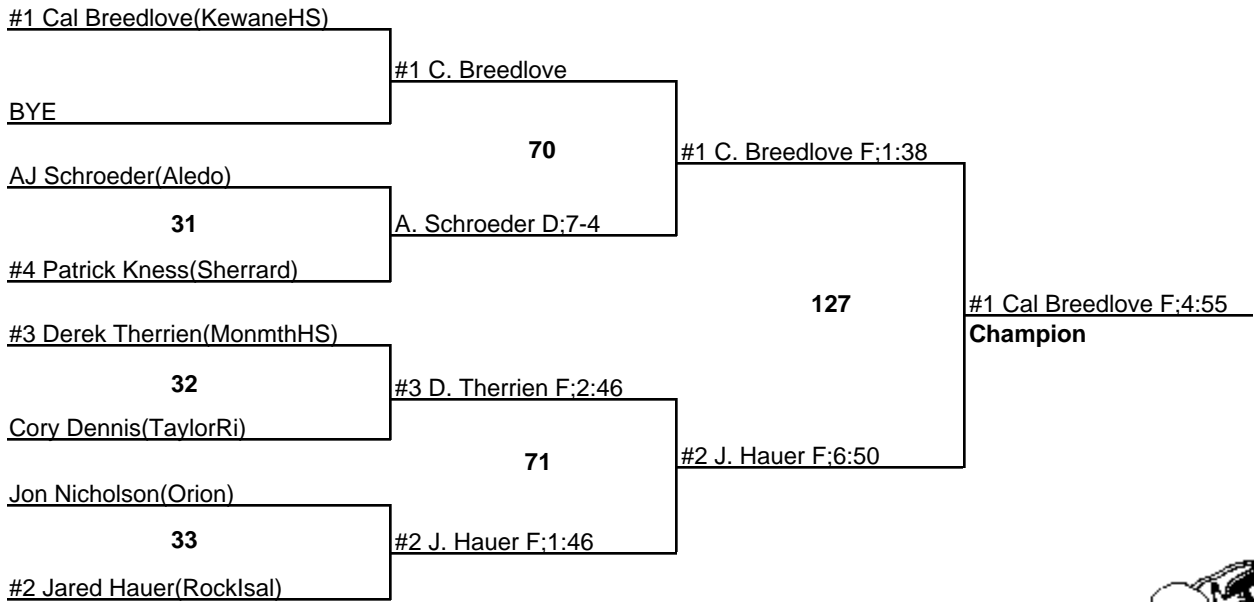 #1 Cal Breedlove(KewaneHS)
#1 C. Breedlove
BYE
70
#1 C. Breedlove F;1:38
AJ Schroeder(Aledo)
31
A. Schroeder D;7-4
#4 Patrick Kness(Sherrard)
127
#1 Cal Breedlove F;4:55
Champion
#3 Derek Therrien(MonmthHS)
32
#3 D. Therrien F;2:46
Cory Dennis(TaylorRi)
71
#2 J. Hauer F;6:50
Jon Nicholson(Orion)
33
#2 J. Hauer F;1:46
#2 Jared Hauer(RockIsal)